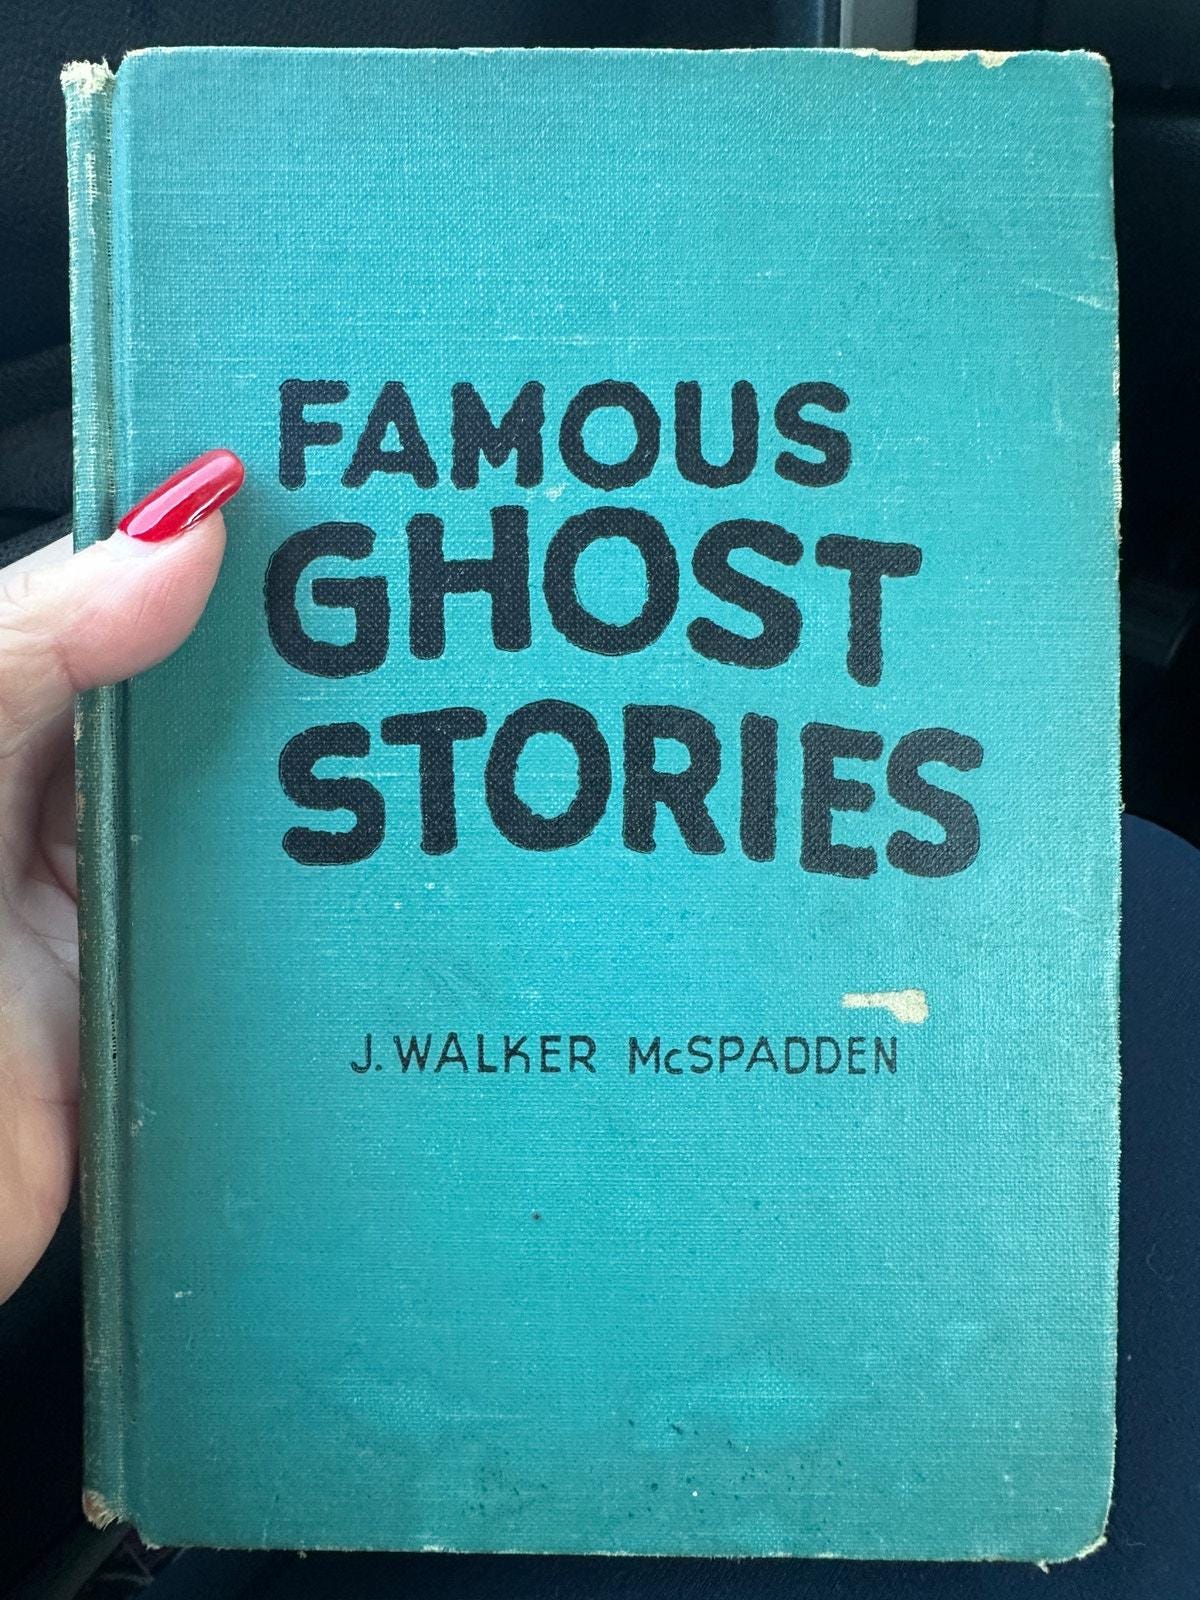 FAMOUS
GHOST
STORIES
J. WALKER McSPADDEN